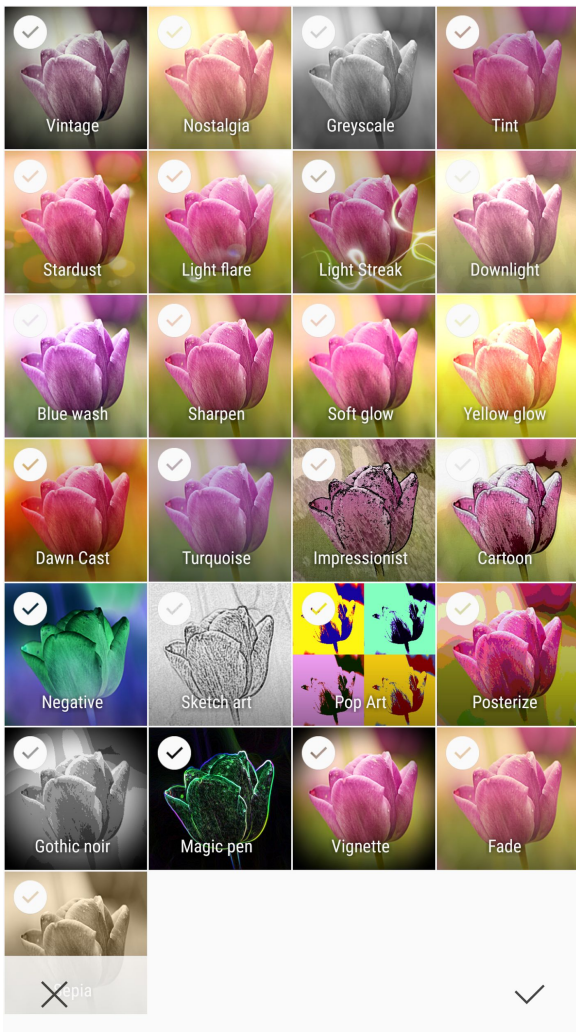 Vintage
Nostalgia
Greyscale
Tint
Stardust
Light flare
Light Streak
Downlight
Blue wash
Sharpen
Soft glow
Yellow glow
Dawn Cast
Turquoise
Impressionist
Cartoon
Negative
Sketch art
Pop Art
Posterize
Gothic noir
Magic pen
Vignette
Fade
Sepia